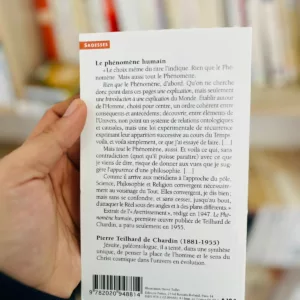 SAGESSES
Le phénomène humain
« Le choix même du titre l'indique. Rien que le Phé-
nomène. Mais aussi tout le Phénomène.
Rien que le Phénomène, d'abord. Qu'on ne cherche
donc point dans ces pages une explication, mais seulement
une Introduction à une explication du Monde. Établir autour
de l'Homme, choisi pour centre, un ordre cohérent entre
conséquents et antécédents ; découvrir, entre éléments de
l'Univers, non point un système de relations ontologiques
et causales, mais une loi expérimentale de récurrence
exprimant leur apparition successive au cours du Temps :
voilà, et voilà simplement, ce que j'ai essayé de faire. [...]
Mais tout le Phénomène, aussi. Et voilà ce qui, sans
contradiction (quoi qu'il puisse paraître) avec ce
que je viens de dire, risque de donner aux vues que je sug-
gère l'apparence d'une philosophie. [...]
Comme il arrive aux méridiens à l'approche du pôle,
Science, Philosophie et Religion convergent nécessaire-
ment au voisinage du Tout. Elles convergent, je dis bien ;
mais sans se confondre, et sans cesser, jusqu'au bout,
d'attaquer le Réel sous des angles et à des plans différents. »
Extrait de l'« Avertissement », rédigé en 1947. Le Phé-
nomène humain, première œuvre publiée de Teilhard de
Chardin, a paru seulement en 1955.
Pierre Teilhard de Chardin (1881-1955)
Jésuite, paléontologue, il a tenté, dans une synthèse
unique, de penser la place de l'homme et le sens du
Christ cosmique dans l'univers en évolution.
9 782020 948814